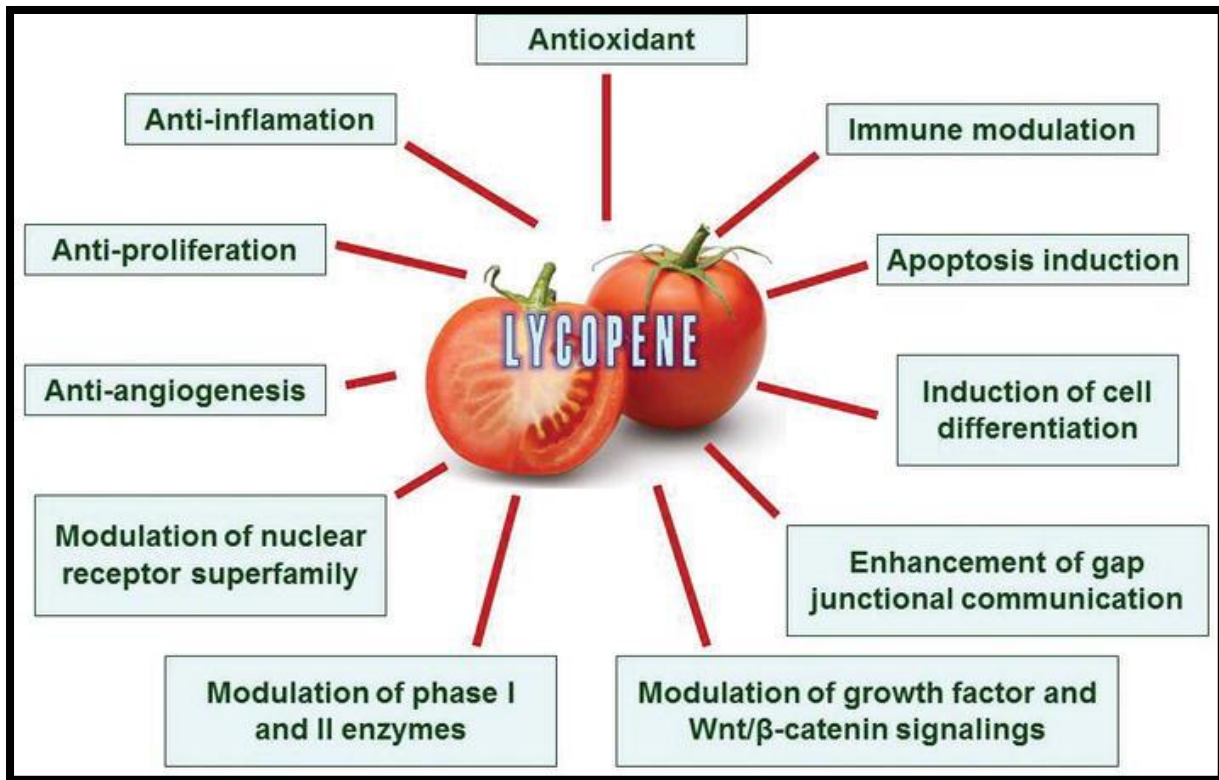 Antioxidant
Anti-inflamation
Immune modulation
Anti-proliferation
Apoptosis induction
LYCOPENE
Anti-angiogenesis
Induction of cell
differentiation
Modulation of nuclear
receptor superfamily
Enhancement of gap
junctional communication
Modulation of phase I
and II enzymes
Modulation of growth factor and
Wnt/β-catenin signalings